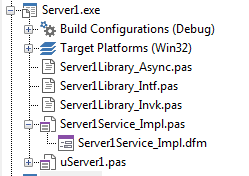 Server1.exe
Build Configurations (Debug)
Target Platforms (Win32)
Server1Library_Async.pas
Server1Library_Intf.pas
Server1Library_Invk.pas
Server1Service_Impl.pas
Server1Service_Impl.dfm
uServer1.pas